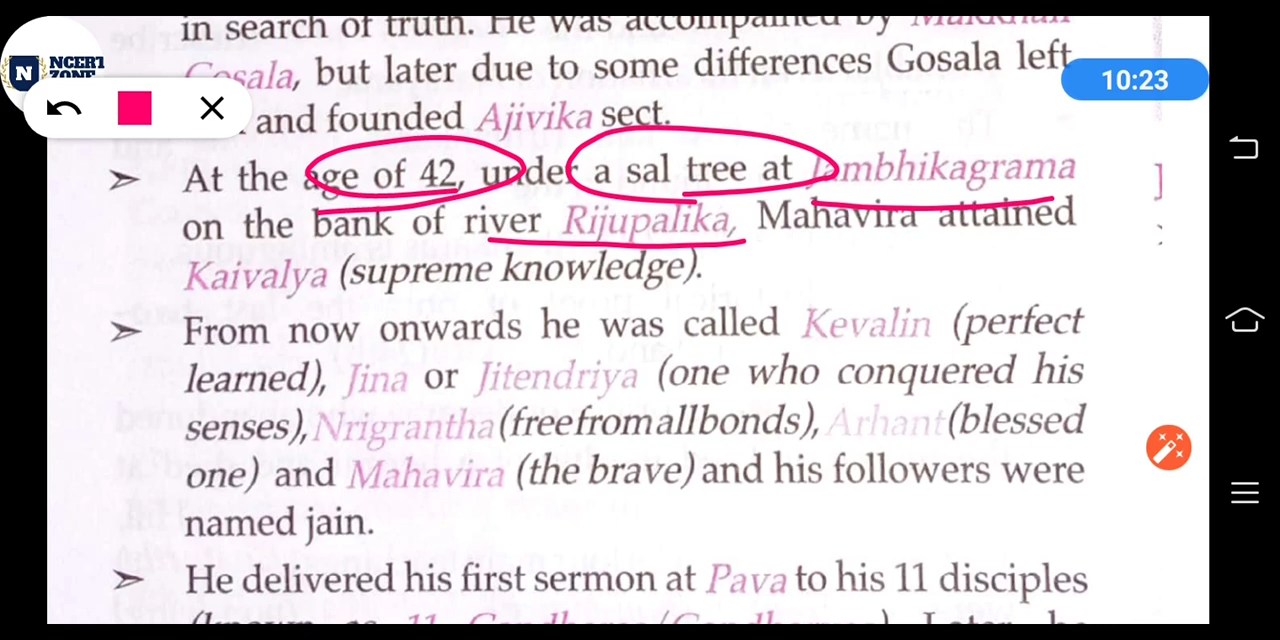 in search of truth. He was accompained by Makkhali
NCERT
ZONE
Gosala, but later due to some differences Gosala left
10:23
and founded Ajivika sect.
➢ At the age of 42, under a sal tree at Jambhikagrama
on the bank of river Rijupalika, Mahavira attained
Kaivalya (supreme knowledge).
➢ From now onwards he was called Kevalin (perfect
learned), Jina or Jitendriya (one who conquered his
senses), Nrigrantha (free from all bonds), Arhant (blessed
one) and Mahavira (the brave) and his followers were
named jain.
➢ He delivered his first sermon at Pava to his 11 disciples